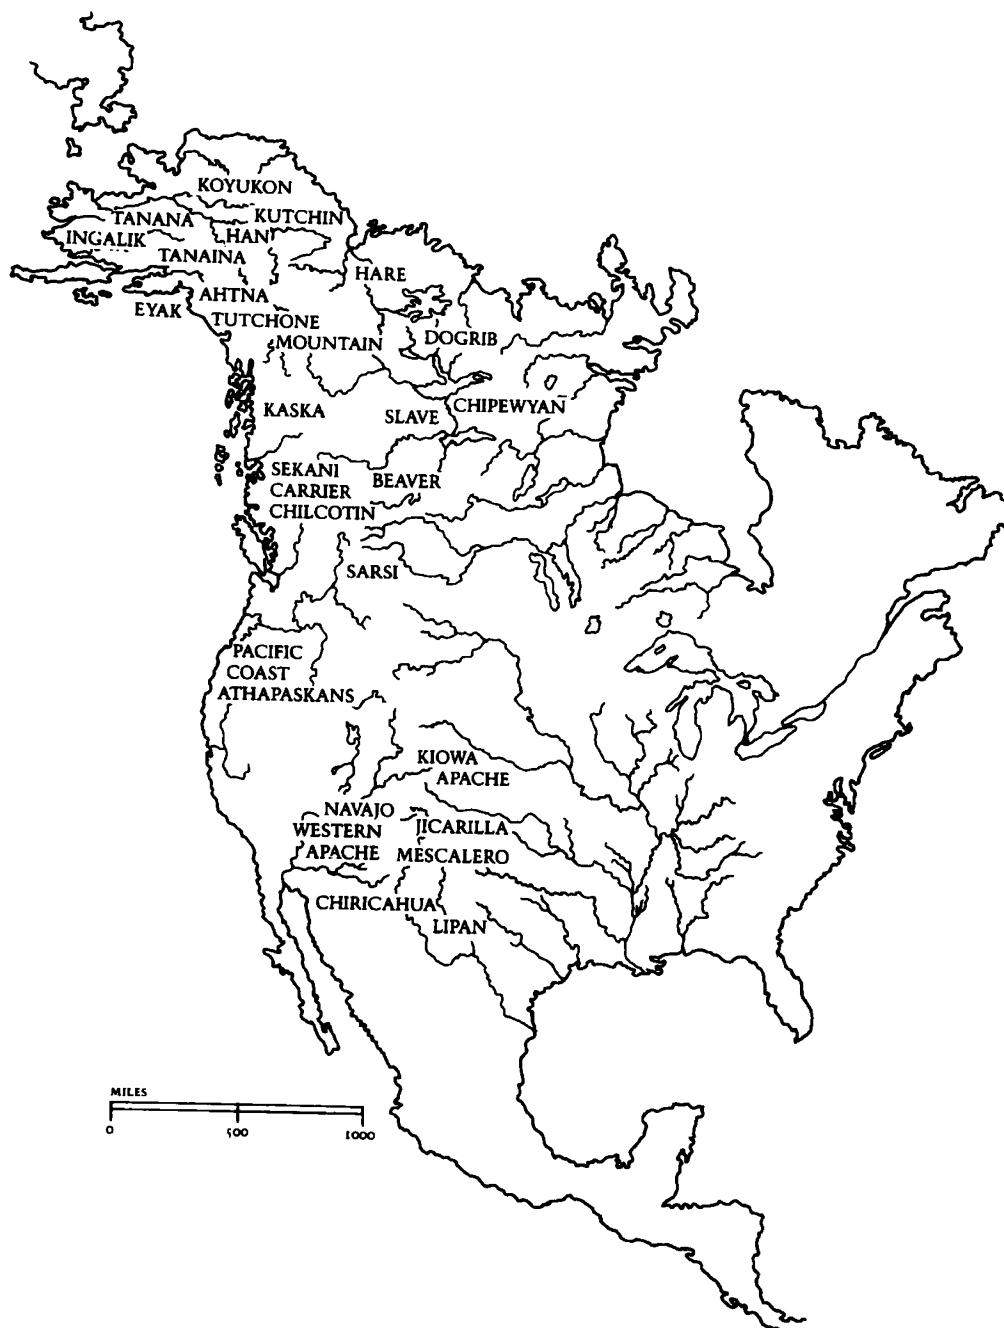 KOYUKON
TANANA
KUTCHIN
INGALIK
HAN
TANAINA
HARE
AHTNA
EYAK
TUTCHONE
MOUNTAIN
DOGRIB
KASKA
SLAVE
CHIPEWYAN
SEKANI
BEAVER
CARRIER
CHILCOTIN
SARSI
PACIFIC
COAST
ATHAPASKANS
KIOWA
APACHE
NAVAJO
WESTERN
APACHE
JICARILLA
MESCALERO
CHIRICAHUA
LIPAN
MILES
0 500 1000